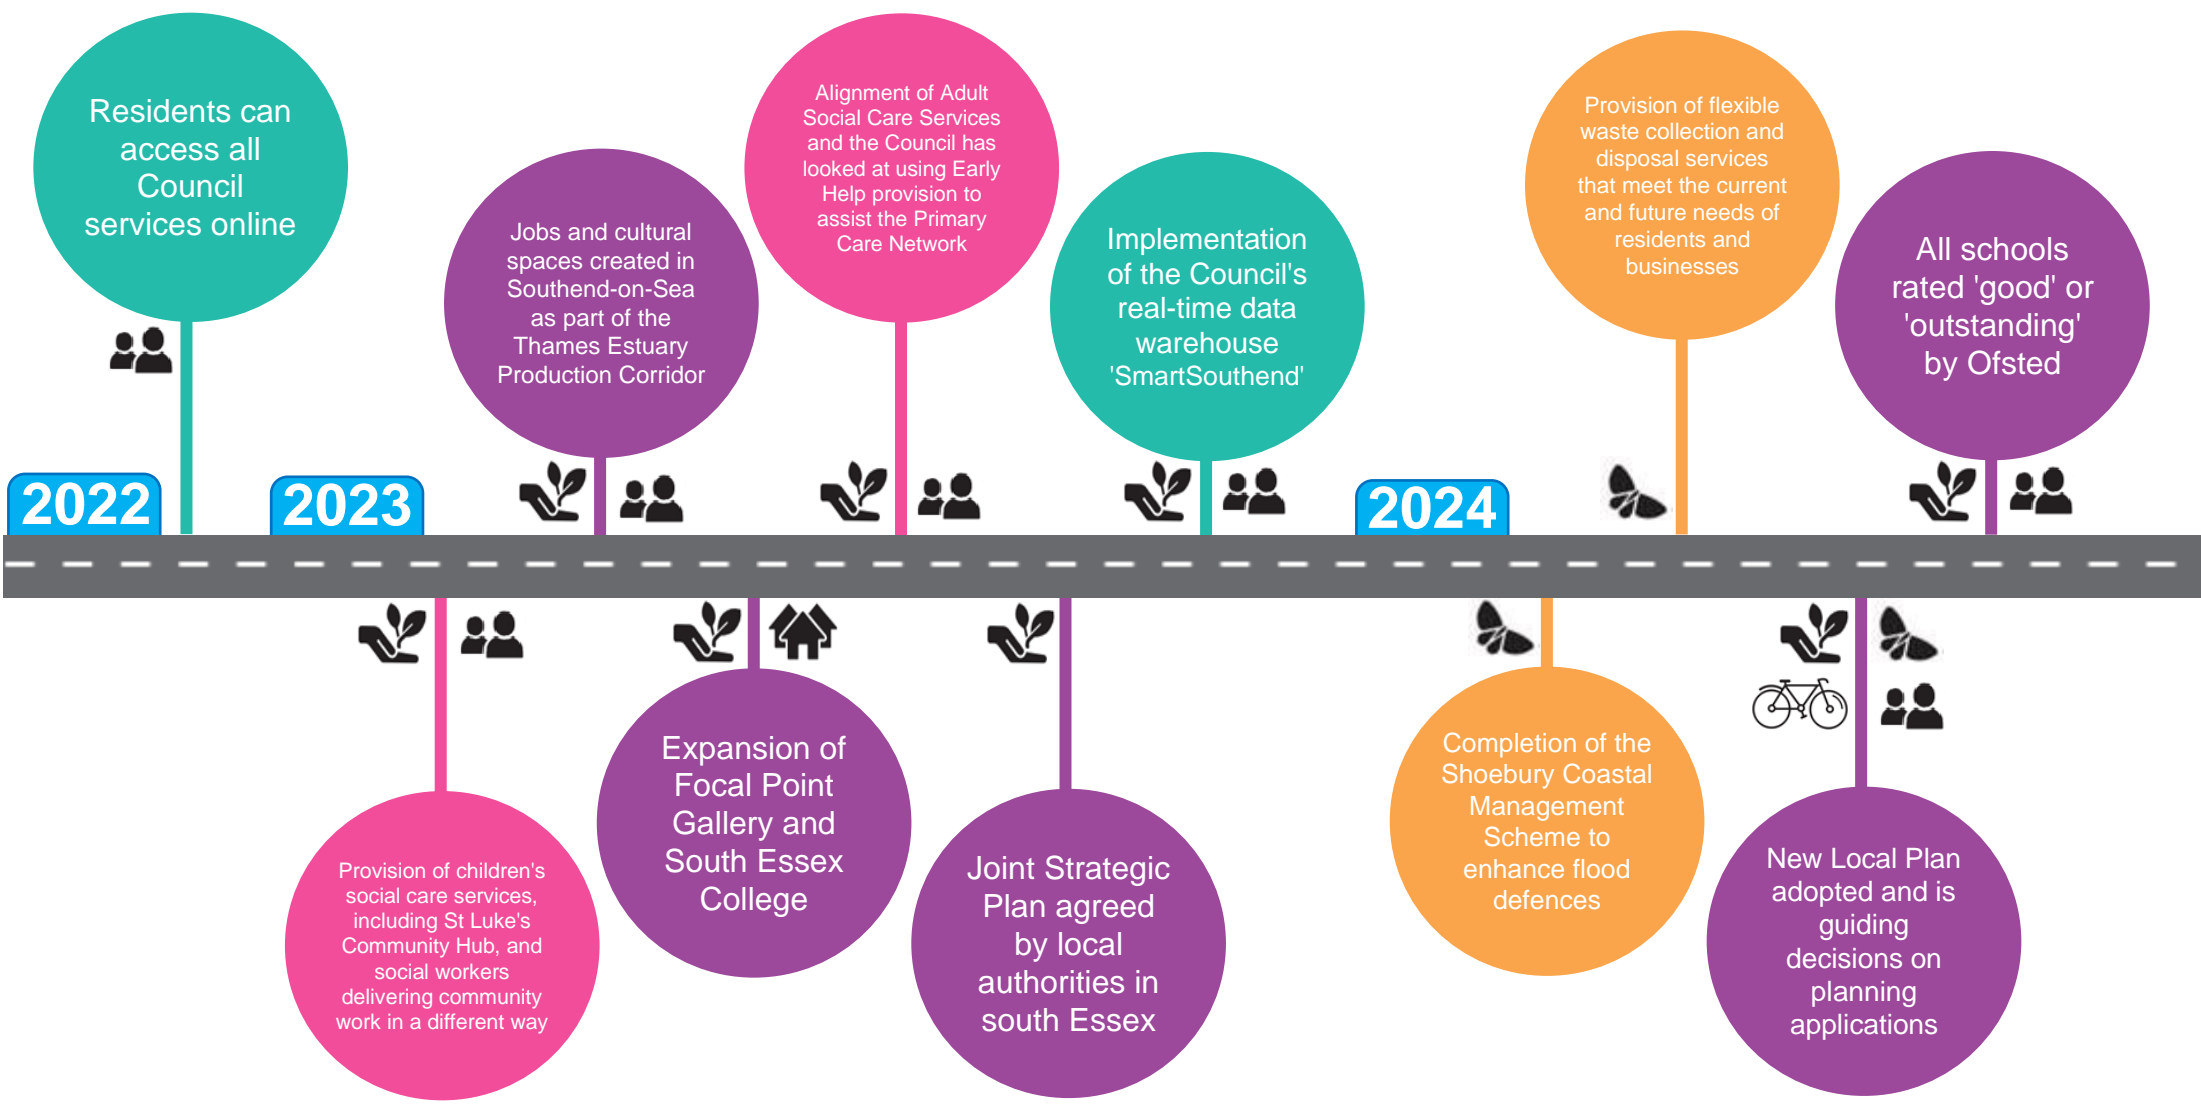 Residents can
access all
Council
services online
Jobs and cultural
spaces created in
Southend-on-Sea
as part of the
Thames Estuary
Production Corridor
Alignment of Adult
Social Care Services
and the Council has
looked at using Early
Help provision to
assist the Primary
Care Network
Implementation
of the Council's
real-time data
warehouse
'SmartSouthend'
Provision of flexible
waste collection and
disposal services
that meet the current
and future needs of
residents and
businesses
All schools
rated 'good' or
'outstanding'
by Ofsted
2022
2023
2024
Provision of children's
social care services,
including St Luke's
Community Hub, and
social workers
delivering community
work in a different way
Expansion of
Focal Point
Gallery and
South Essex
College
Joint Strategic
Plan agreed
by local
authorities in
south Essex
Completion of the
Shoebury Coastal
Management
Scheme to
enhance flood
defences
New Local Plan
adopted and is
guiding
decisions on
planning
applications